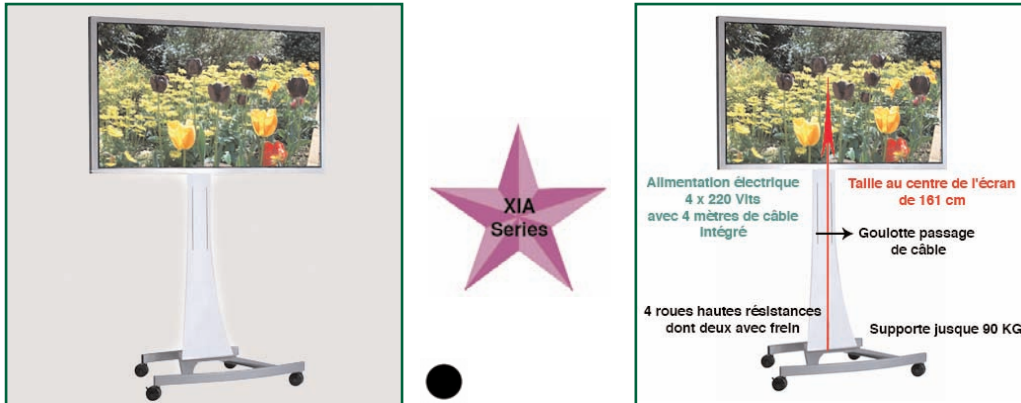 XIA
Series
Alimentation électrique
4 x 220 Vlts
avec 4 mètres de câble
Intégré
Taille au centre de l'écran
de 161 cm
Goulotte passage
de câble
4 roues hautes résistances
dont deux avec frein
Supporte jusque 90 KG